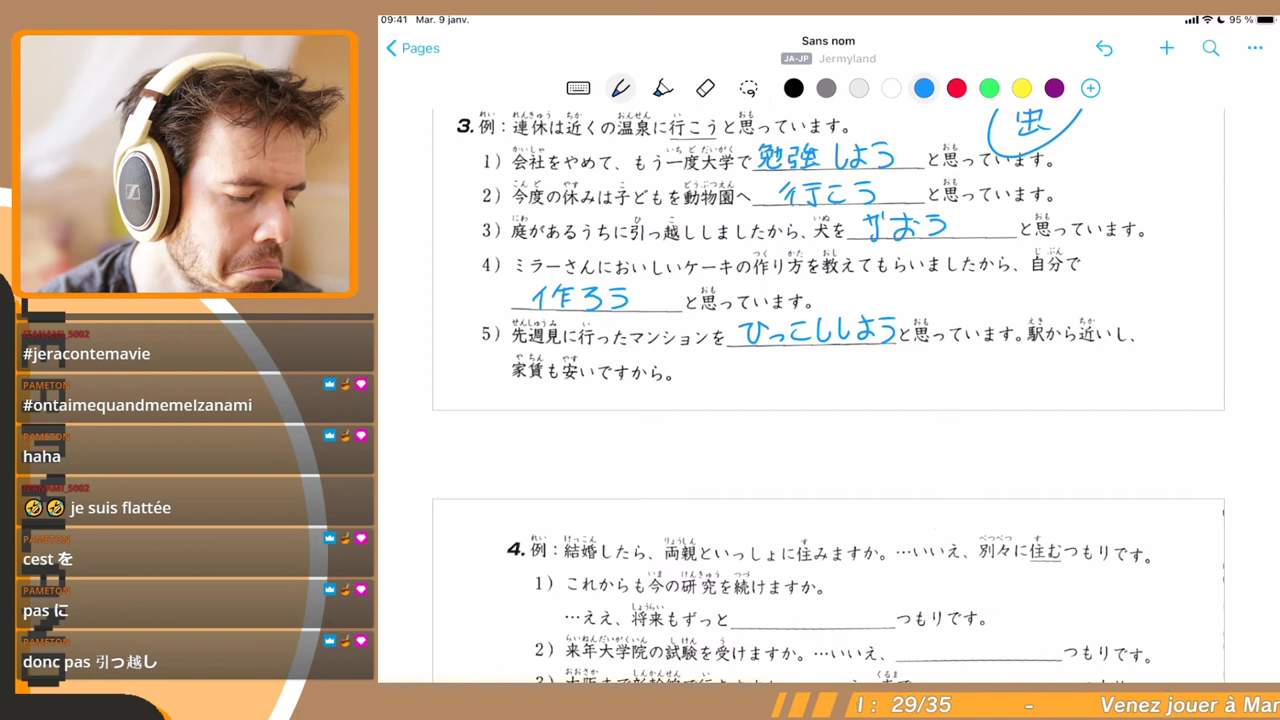 09:41 Mar. 9 janv.
95 %
Pages
Sans nom
JA-JP Jermyland
3. 例：連休は近くの温泉に行こうと思っています。
出
1）会社をやめて、もう一度大学で 勉強しよう と思っています。
2）今度の休みは子どもを動物園へ 行こう と思っています。
3）庭があるうちに引っ越ししましたから、犬を と思っています。
4）ミラーさんにおいしいケーキの作り方を教えてもらいましたから、自分で
作ろう と思っています。
5）先週見に行ったマンションを ひっこししよう と思っています。駅から近いし、
家賃も安いですから。
4. 例：結婚したら、両親といっしょに住みますか。…いいえ、別々に住むつもりです。
1）これからも今の研究を続けますか。
…ええ、将来もずっと つもりです。
2）来年大学院の試験を受けますか。…いいえ、 つもりです。
#jeracontemavie
PAMETON
#ontaimequandmemeIzanami
PAMETON
haha
je suis flattée
PAMETON
cest を
PAMETON
pas に
PAMETON
donc pas 引っ越し
I : 29/35 - Venez jouer à Mar